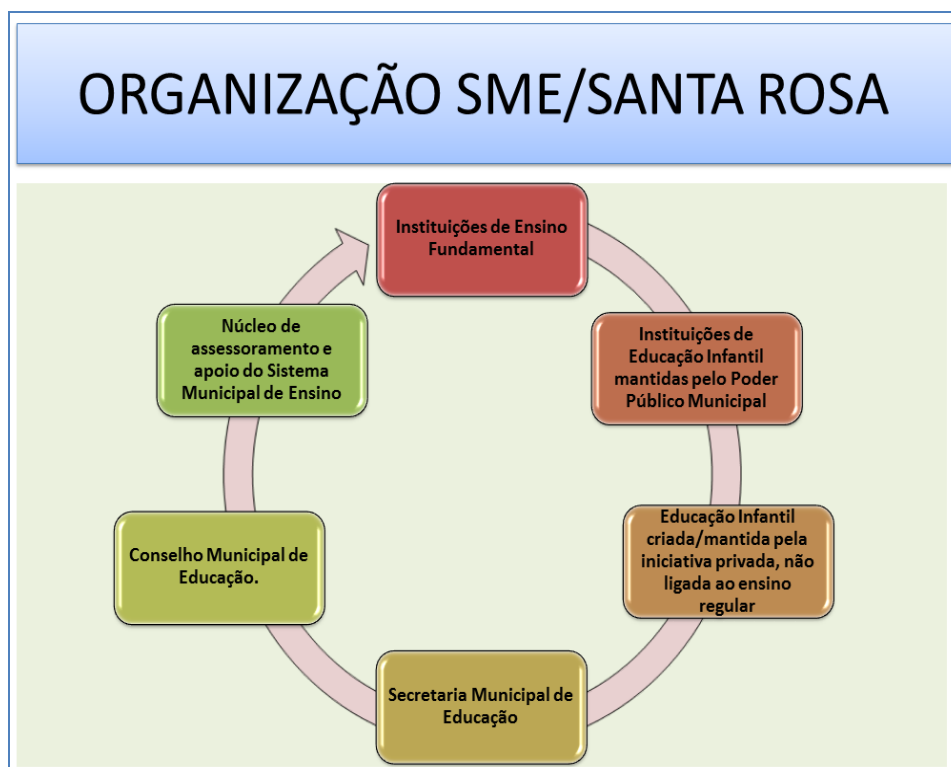 ORGANIZAÇÃO SME/SANTA ROSA
Instituições de Ensino
Fundamental
Instituições de
Educação Infantil
mantidas pelo Poder
Público Municipal
Educação Infantil
criada/mantida pela
iniciativa privada, não
ligada ao ensino
regular
Secretaria Municipal de
Educação
Conselho Municipal de
Educação.
Núcleo de
assessoramento e
apoio do Sistema
Municipal de Ensino